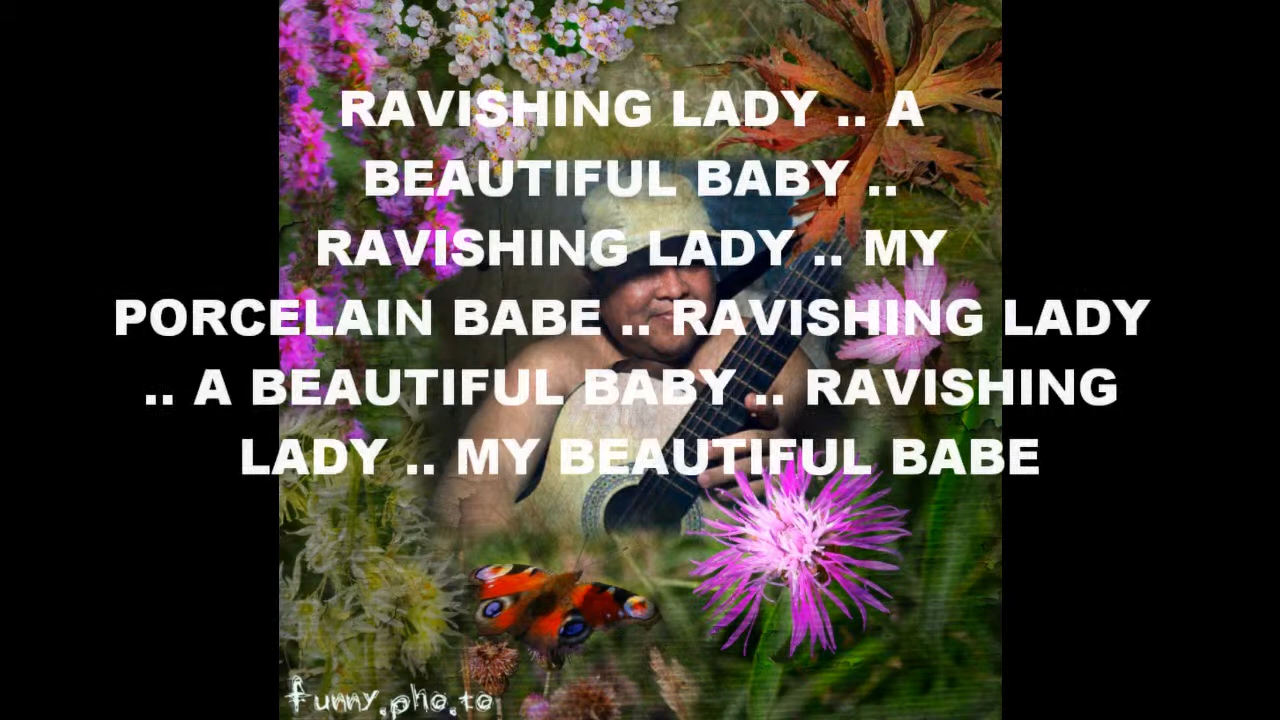 RAVISHING LADY .. A
BEAUTIFUL BABY ..
RAVISHING LADY .. MY
PORCELAIN BABE .. RAVISHING LADY
.. A BEAUTIFUL BABY .. RAVISHING
LADY .. MY BEAUTIFUL BABE
funny.pho.to